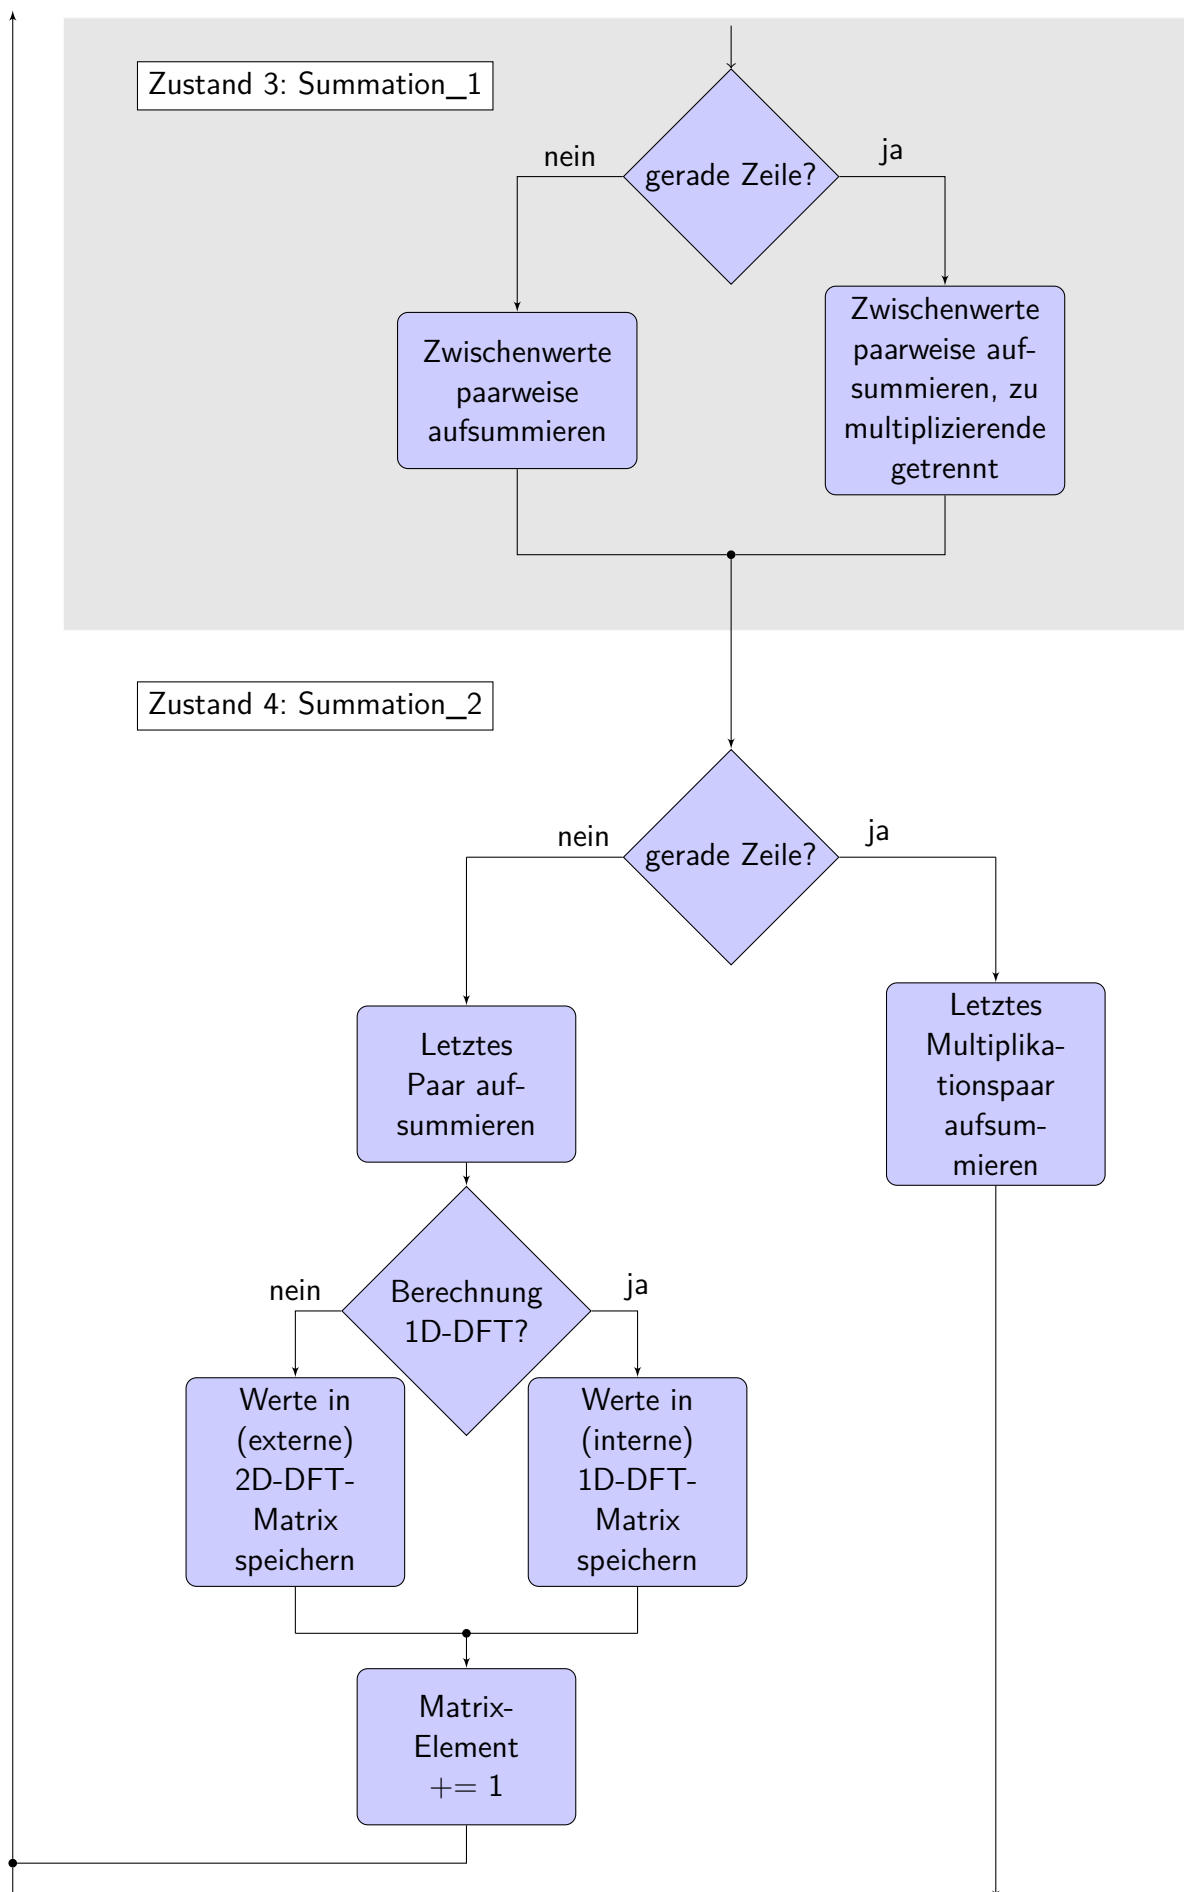 Zustand 3: Summation_1
gerade Zeile?
nein
ja
Zwischenwerte
paarweise
aufsummieren
Zwischenwerte
paarweise auf-
summieren, zu
multiplizierende
getrennt
Zustand 4: Summation_2
gerade Zeile?
nein
ja
Letztes
Paar auf-
summieren
Letztes
Multiplika-
tionspaar
aufsum-
mieren
Berechnung
1D-DFT?
nein
ja
Werte in
(externe)
2D-DFT-
Matrix
speichern
Werte in
(interne)
1D-DFT-
Matrix
speichern
Matrix-
Element
+= 1